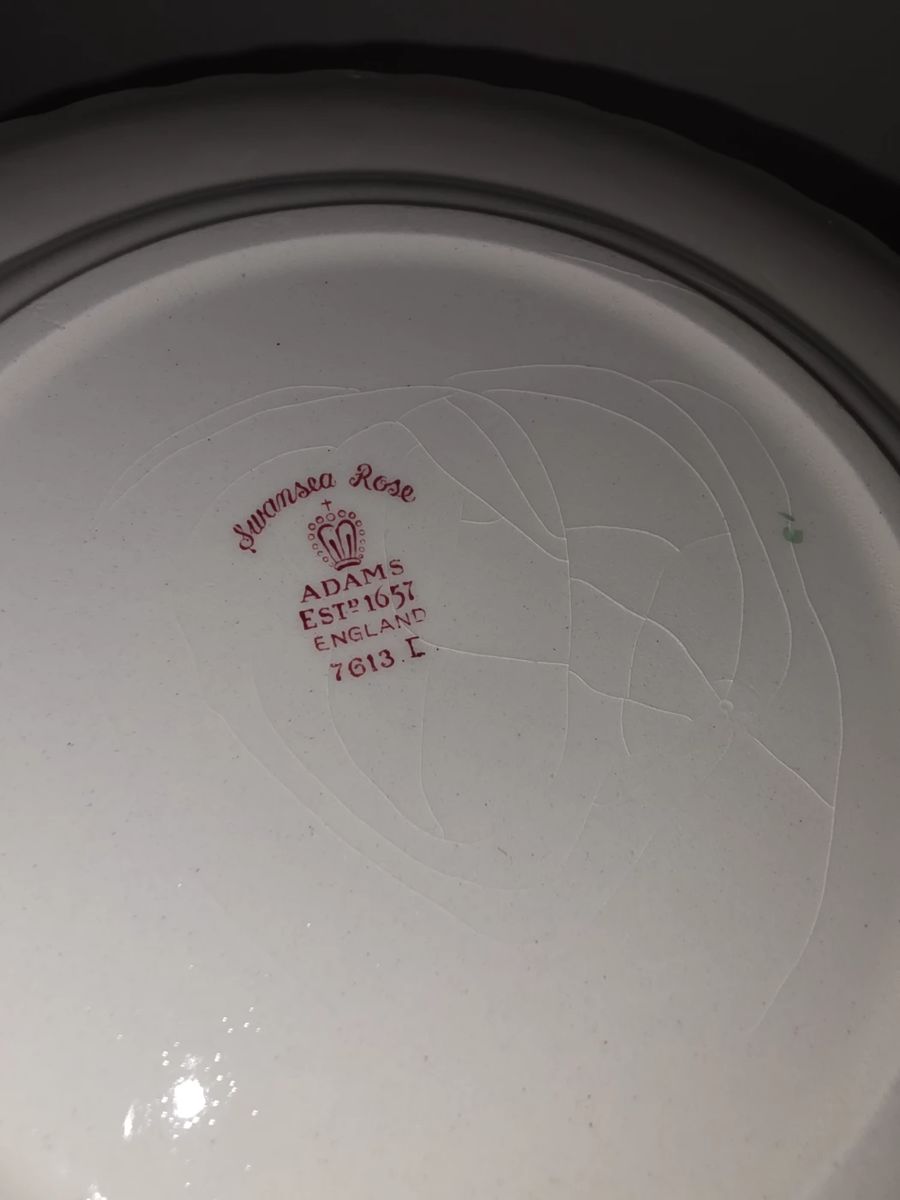 Swansea Rose
ADAMS
ESTD 1657
ENGLAND
7613 I